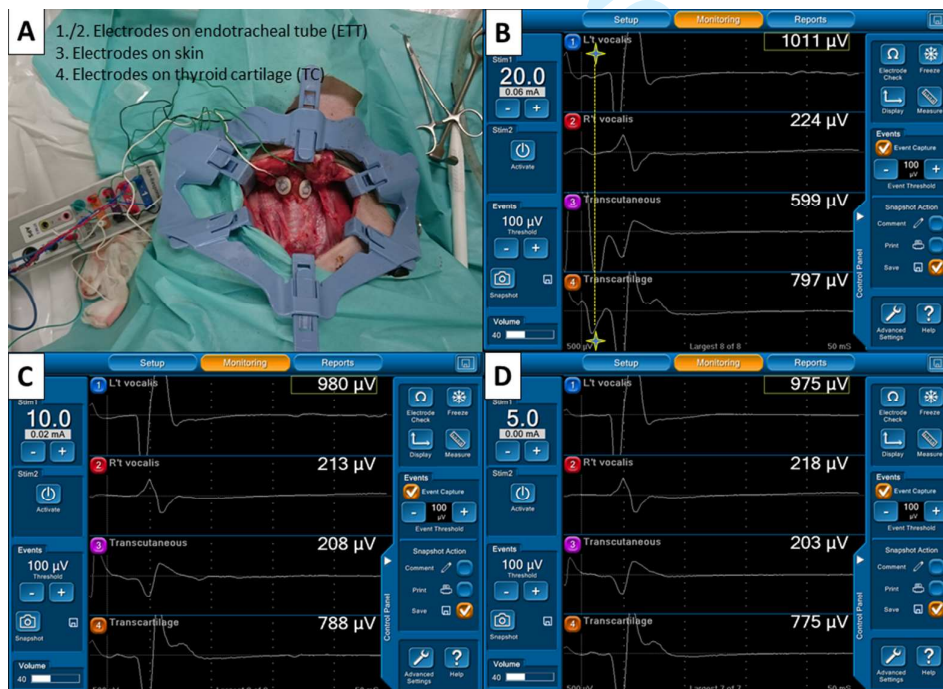 A
1./2. Electrodes on endotracheal tube (ETT)
3. Electrodes on skin
4. Electrodes on thyroid cartilage (TC)
B
Setup
Monitoring
Reports
Stim1
20.0
0.06 mA
- +
Stim2
Activate
Events
100 µV
Threshold
- +
Snapshot
Volume
40
1 L't vocalis
1011 µV
2 R't vocalis
224 µV
3 Transcutaneous
599 µV
4 Transcartilage
797 µV
500 µV
Largest 8 of 8
50 mS
Control Panel
Ω
Electrode Check
Freeze
Display
Measure
Events
Event Capture
- 100 µV +
Event Threshold
Snapshot Action
Comment
Print
Save
Advanced Settings
? Help
C
Setup
Monitoring
Reports
Stim1
10.0
0.02 mA
- +
Stim2
Activate
Events
100 µV
Threshold
- +
Snapshot
Volume
40
1 L't vocalis
980 µV
2 R't vocalis
213 µV
3 Transcutaneous
208 µV
4 Transcartilage
788 µV
Control Panel
Ω
Electrode Check
Freeze
Display
Measure
Events
Event Capture
- 100 µV +
Event Threshold
Snapshot Action
Comment
Print
Save
Advanced Settings
? Help
D
Setup
Monitoring
Reports
Stim1
5.0
0.00 mA
- +
Stim2
Activate
Events
100 µV
Threshold
- +
Snapshot
Volume
40
1 L't vocalis
975 µV
2 R't vocalis
218 µV
3 Transcutaneous
203 µV
4 Transcartilage
775 µV
Control Panel
Ω
Electrode Check
Freeze
Display
Measure
Events
Event Capture
- 100 µV +
Event Threshold
Snapshot Action
Comment
Print
Save
Advanced Settings
? Help